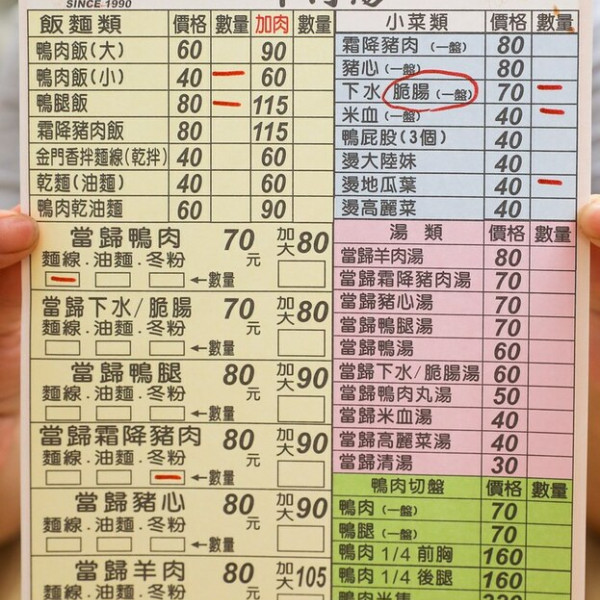 SINCE 1990
飯麵類 價格 數量 加肉 數量
鴨肉飯(大) 60 90
鴨肉飯(小) 40 60
鴨腿飯 80 115
霜降豬肉飯 80 115
金門香拌麵線(乾拌) 40 60
乾麵(油麵) 40 60
鴨肉乾油麵 60 90
當歸鴨肉 70元 加大80
麵線.油麵.冬粉
←數量
當歸下水/脆腸 70元 加大80
麵線.油麵.冬粉
←數量
當歸鴨腿 80元 加大90
麵線.油麵.冬粉
←數量
當歸霜降豬肉 80元 加大90
麵線.油麵.冬粉
←數量
當歸豬心 80元 加大90
麵線.油麵.冬粉
←數量
當歸羊肉 80元 加大105
麵線.油麵.冬粉
小菜類 價格 數量
霜降豬肉(一盤) 80
豬心(一盤) 80
下水 脆腸(一盤) 70
米血(一盤) 40
鴨屁股(3個) 40
燙大陸妹 40
燙地瓜葉 40
燙高麗菜 40
湯類 價格 數量
當歸羊肉湯 80
當歸霜降豬肉湯 70
當歸豬心湯 70
當歸鴨腿湯 70
當歸鴨湯 60
當歸下水/脆腸湯 60
當歸鴨肉丸湯 50
當歸米血湯 40
當歸高麗菜湯 40
當歸清湯 30
鴨肉切盤 價格 數量
鴨肉(一盤) 70
鴨腿(一盤) 70
鴨肉 1/4 前胸 160
鴨肉 1/4 後腿 160